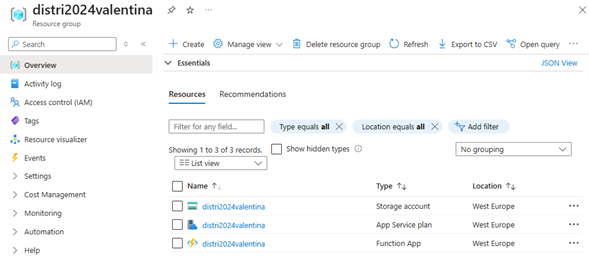 distri2024valentina
Resource group
Search
Overview
Activity log
Access control (IAM)
Tags
Resource visualizer
Events
Settings
Cost Management
Monitoring
Automation
Help
Create Manage view Delete resource group Refresh Export to CSV Open query
Essentials JSON View
Resources Recommendations
Filter for any field... Type equals all Location equals all Add filter
Showing 1 to 3 of 3 records. Show hidden types No grouping
List view
Name Type Location
distri2024valentina Storage account West Europe
distri2024valentina App Service plan West Europe
distri2024valentina Function App West Europe